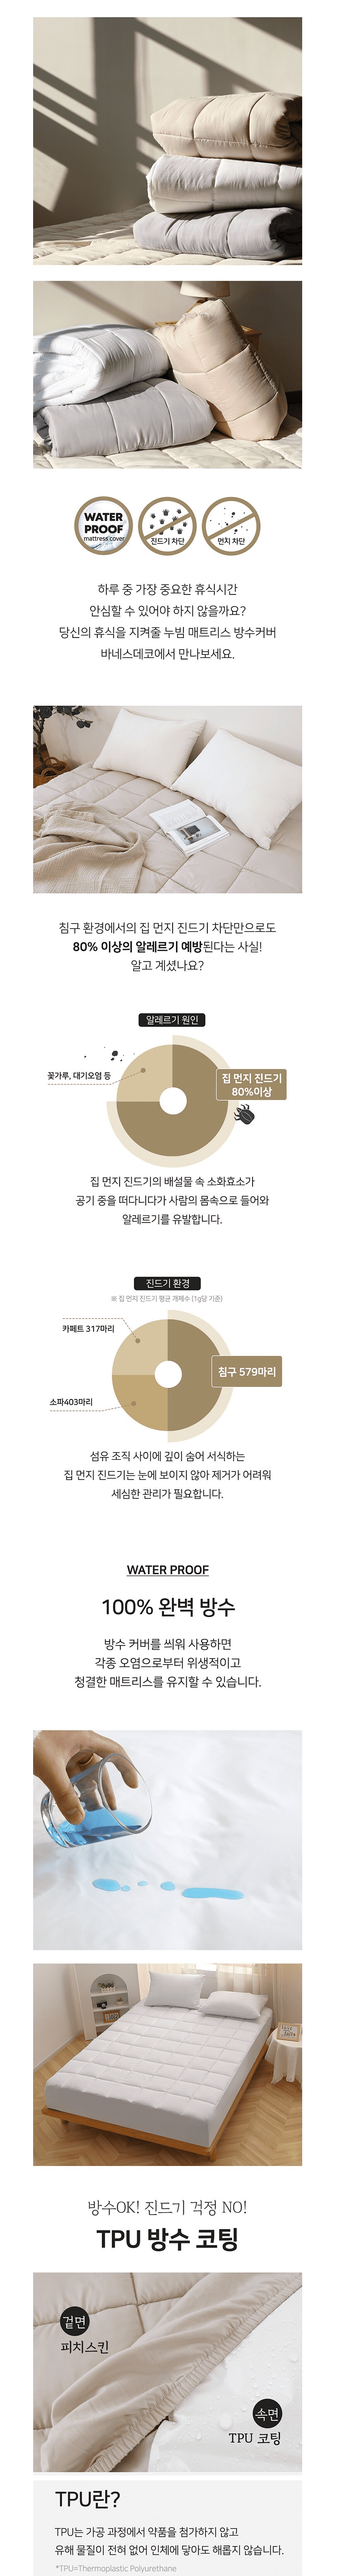 WATER
PROOF
mattress cover
진드기 차단
먼지 차단
하루 중 가장 중요한 휴식시간
안심할 수 있어야 하지 않을까요?
당신의 휴식을 지켜줄 누빔 매트리스 방수커버
바네스데코에서 만나보세요.
침구 환경에서의 집 먼지 진드기 차단만으로도
80% 이상의 알레르기 예방된다는 사실!
알고 계셨나요?
알레르기 원인
꽃가루, 대기오염 등
집 먼지 진드기
80%이상
집 먼지 진드기의 배설물 속 소화효소가
공기 중을 떠다니다가 사람의 몸속으로 들어와
알레르기를 유발합니다.
진드기 환경
※ 집 먼지 진드기 평균 개체수 (1g당 기준)
카페트 317마리
침구 579마리
소파403마리
섬유 조직 사이에 깊이 숨어 서식하는
집 먼지 진드기는 눈에 보이지 않아 제거가 어려워
세심한 관리가 필요합니다.
WATER PROOF
100% 완벽 방수
방수 커버를 씌워 사용하면
각종 오염으로부터 위생적이고
청결한 매트리스를 유지할 수 있습니다.
방수OK! 진드기 걱정 NO!
TPU 방수 코팅
겉면
피치스킨
속면
TPU 코팅
TPU란?
TPU는 가공 과정에서 약품을 첨가하지 않고
유해 물질이 전혀 없어 인체에 닿아도 해롭지 않습니다.
*TPU=Thermoplastic Polyurethane